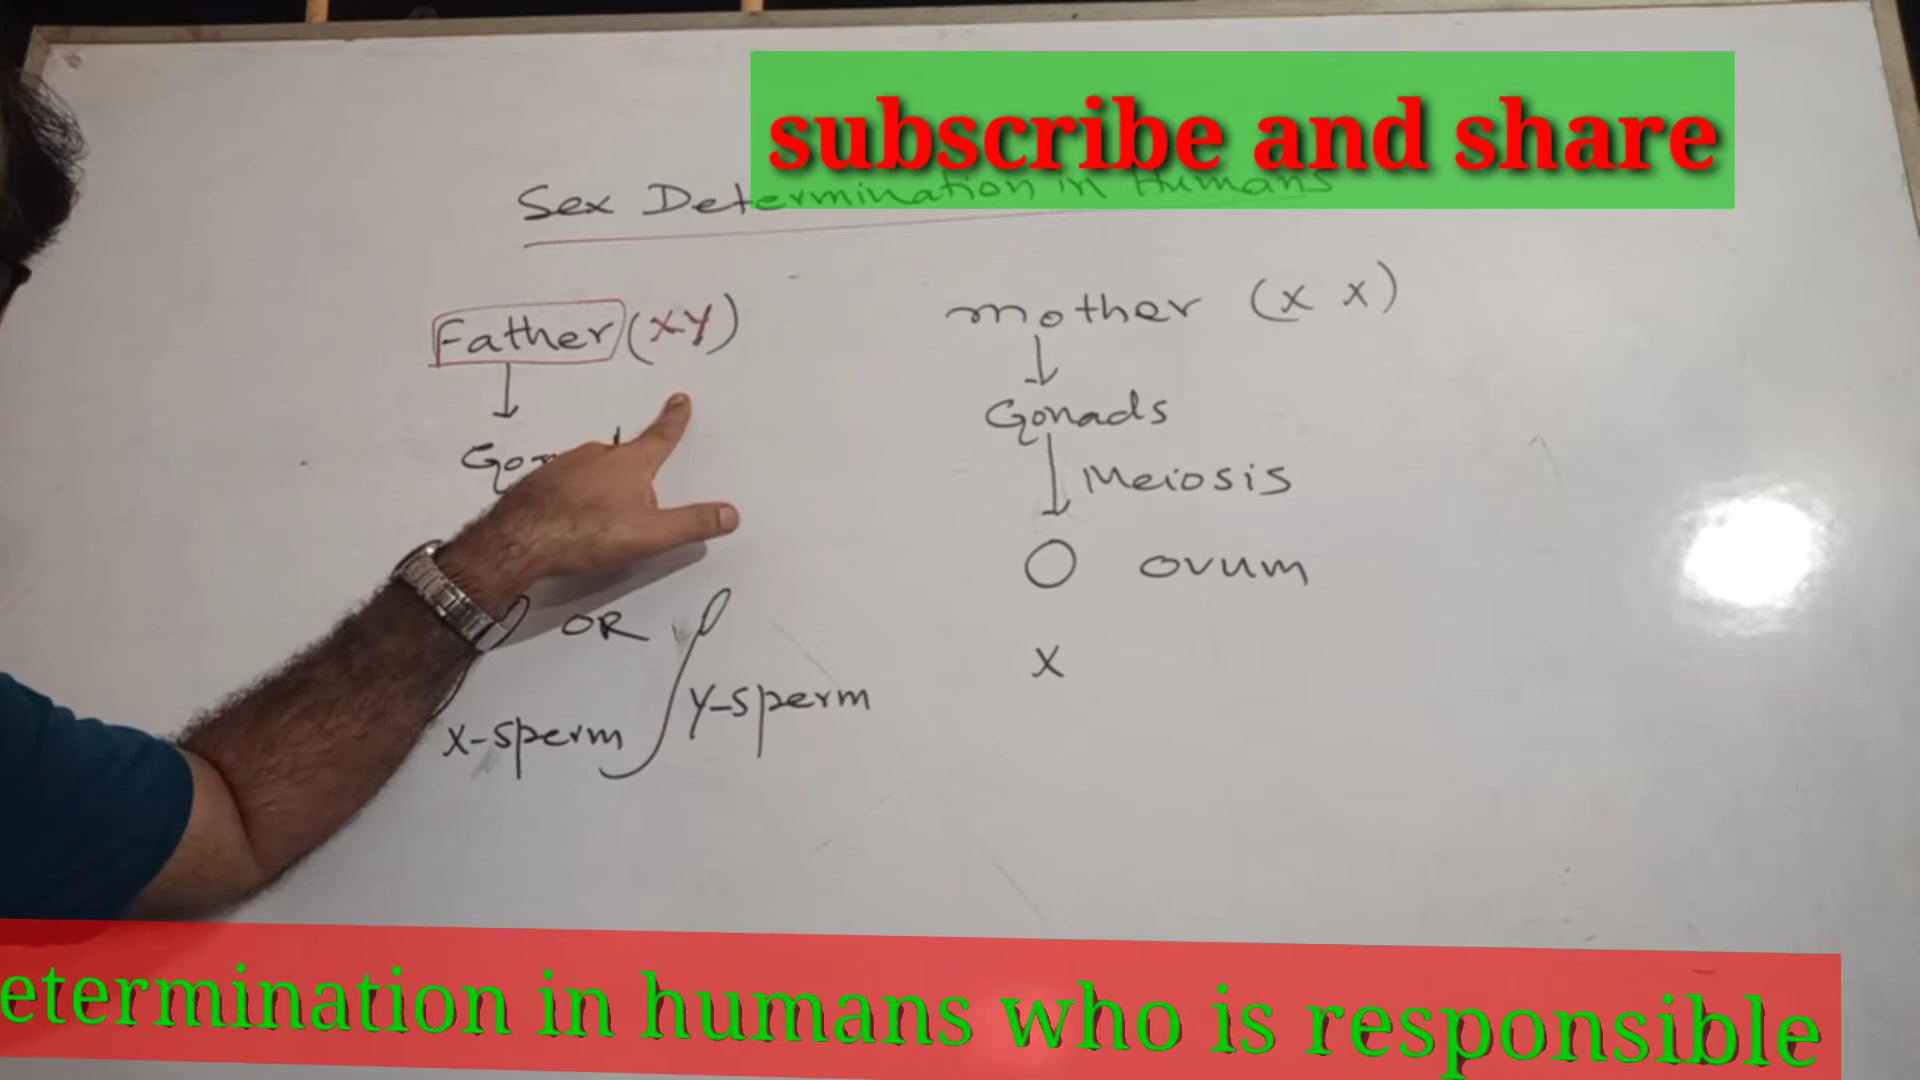 subscribe and share
Sex Determination in Humans
Father (XY)
mother (X X)
Gonads
Meiosis
O ovum
X
OR
X-sperm
Y-sperm
etermination in humans who is responsible